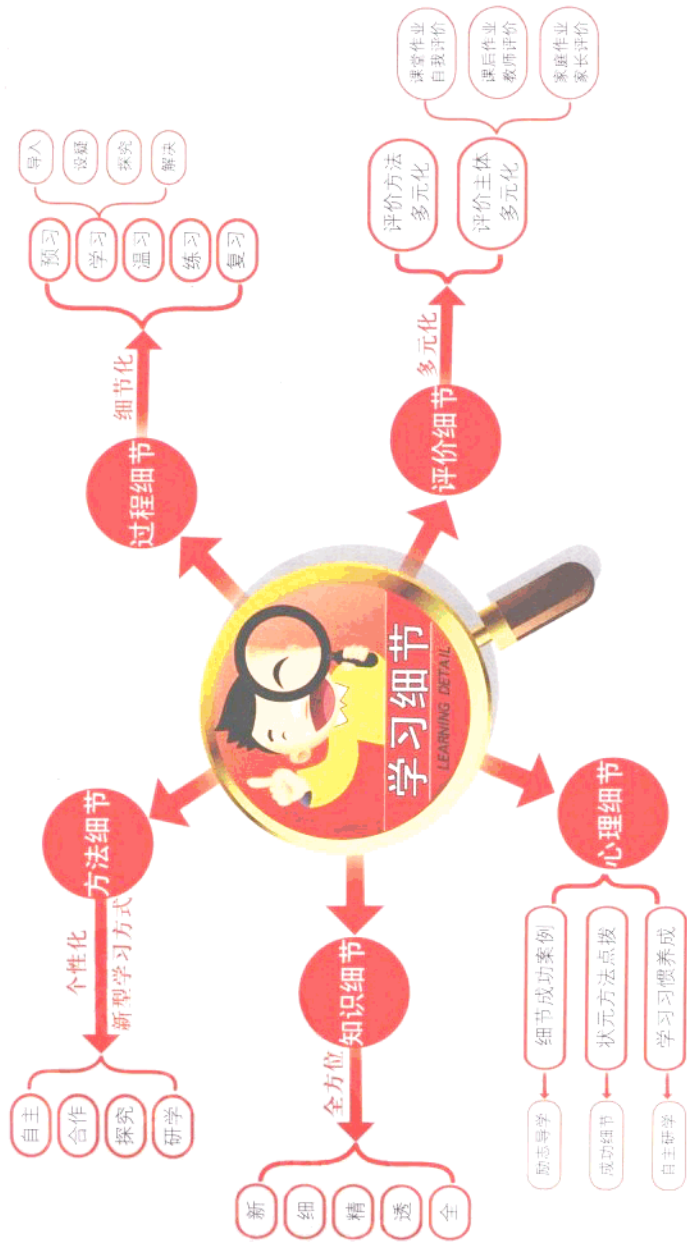 学习细节
LEARNING DETAIL
方法细节
个性化
新型学习方式
自主
合作
探究
研学
过程细节
细节化
预习
学习
温习
练习
复习
导入
设疑
探究
解决
知识细节
全方位
新
细
精
透
全
评价细节
多元化
评价方法
多元化
评价主体
多元化
课堂作业
自我评价
课后作业
教师评价
家庭作业
家长评价
心理细节
细节成功案例
状元方法点拨
学习习惯养成
励志导学
成功细节
自主研学